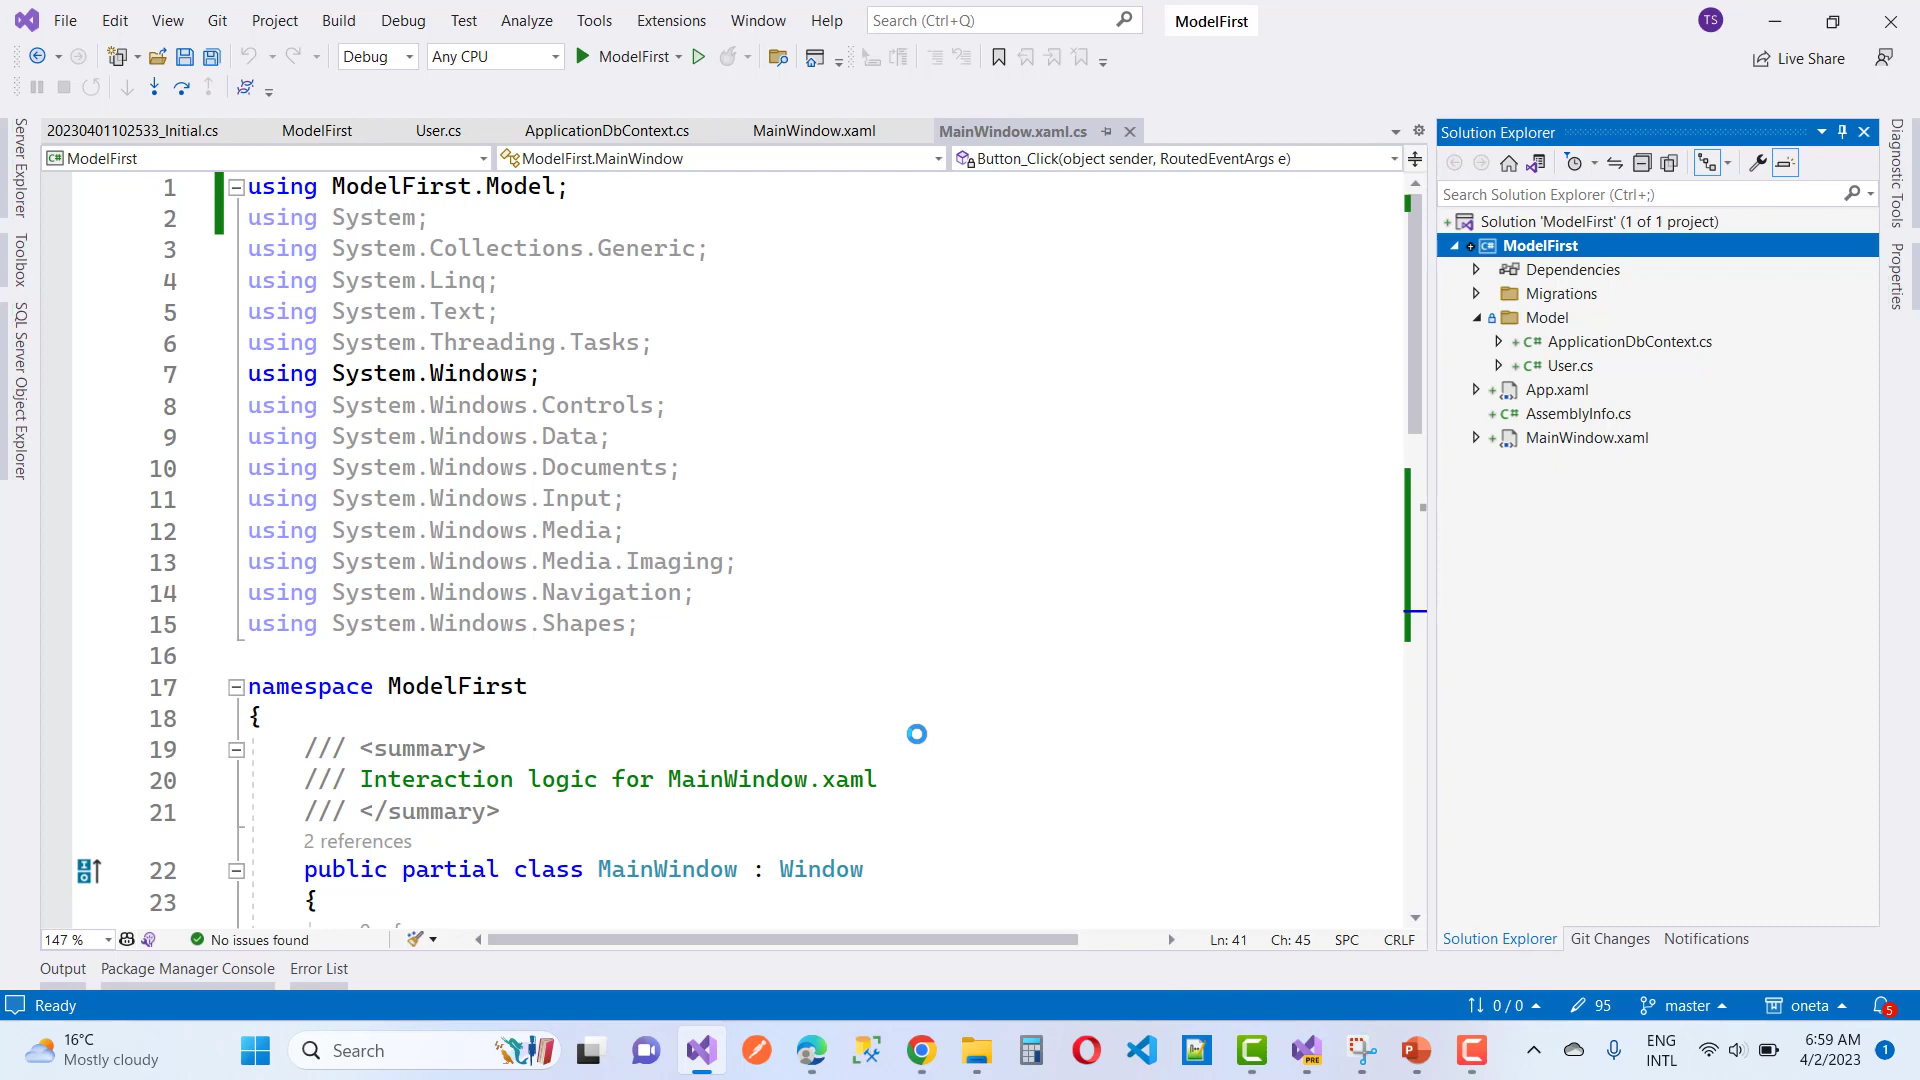 File Edit View Git Project Build Debug Test Analyze Tools Extensions Window Help Search (Ctrl+Q) ModelFirst TS
Debug Any CPU ModelFirst Live Share
20230401102533_Initial.cs ModelFirst User.cs ApplicationDbContext.cs MainWindow.xaml MainWindow.xaml.cs
ModelFirst ModelFirst.MainWindow Button_Click(object sender, RoutedEventArgs e)
1 using ModelFirst.Model;
2 using System;
3 using System.Collections.Generic;
4 using System.Linq;
5 using System.Text;
6 using System.Threading.Tasks;
7 using System.Windows;
8 using System.Windows.Controls;
9 using System.Windows.Data;
10 using System.Windows.Documents;
11 using System.Windows.Input;
12 using System.Windows.Media;
13 using System.Windows.Media.Imaging;
14 using System.Windows.Navigation;
15 using System.Windows.Shapes;
16
17 namespace ModelFirst
18 {
19 /// <summary>
20 /// Interaction logic for MainWindow.xaml
21 /// </summary>
2 references
22 public partial class MainWindow : Window
23 {
147 % No issues found Ln: 41 Ch: 45 SPC CRLF
Output Package Manager Console Error List
Server Explorer
Toolbox
SQL Server Object Explorer
Solution Explorer
Search Solution Explorer (Ctrl+;)
Solution 'ModelFirst' (1 of 1 project)
ModelFirst
Dependencies
Migrations
Model
C# ApplicationDbContext.cs
C# User.cs
App.xaml
C# AssemblyInfo.cs
MainWindow.xaml
Solution Explorer Git Changes Notifications
Diagnostic Tools
Properties
Ready 0 / 0 95 master oneta 5
16°C
Mostly cloudy
Search
PRE
ENG
INTL
6:59 AM
4/2/2023
1